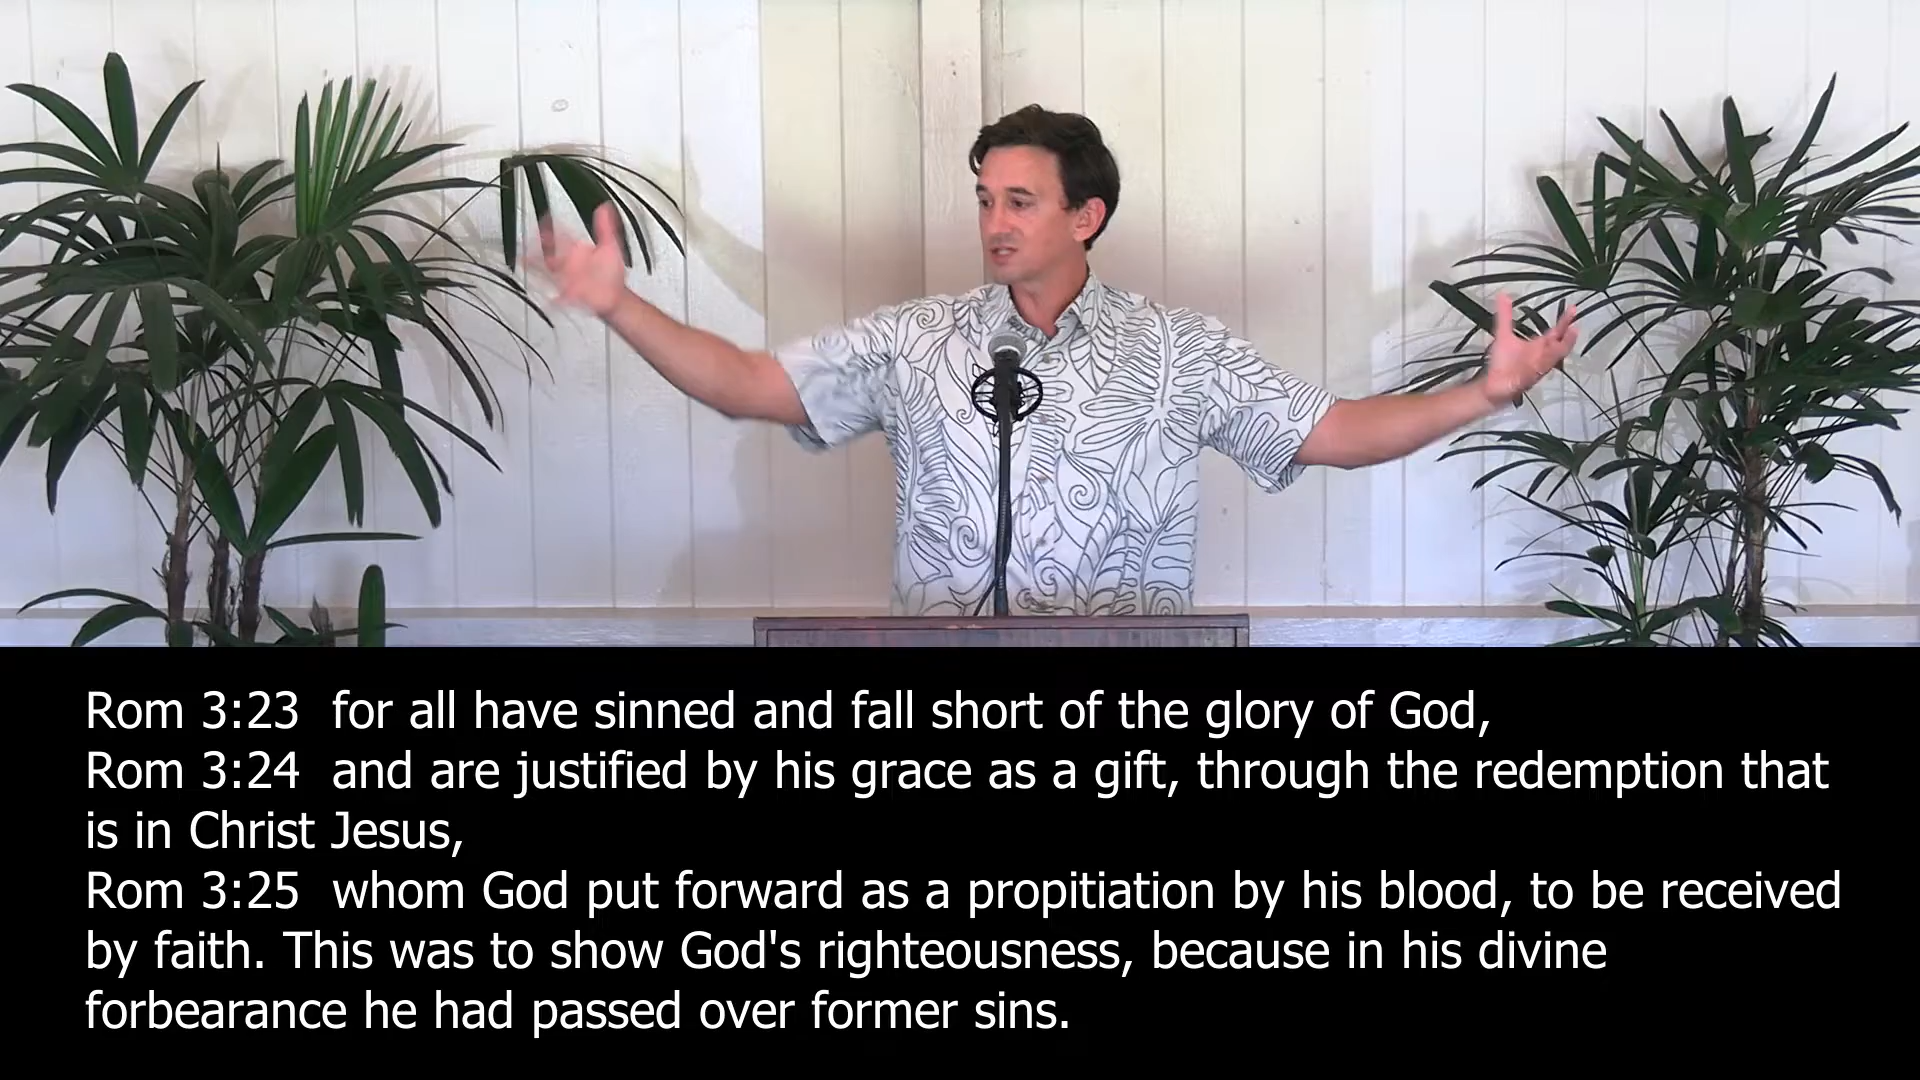 Rom 3:23  for all have sinned and fall short of the glory of God,
Rom 3:24  and are justified by his grace as a gift, through the redemption that
is in Christ Jesus,
Rom 3:25  whom God put forward as a propitiation by his blood, to be received
by faith. This was to show God's righteousness, because in his divine
forbearance he had passed over former sins.